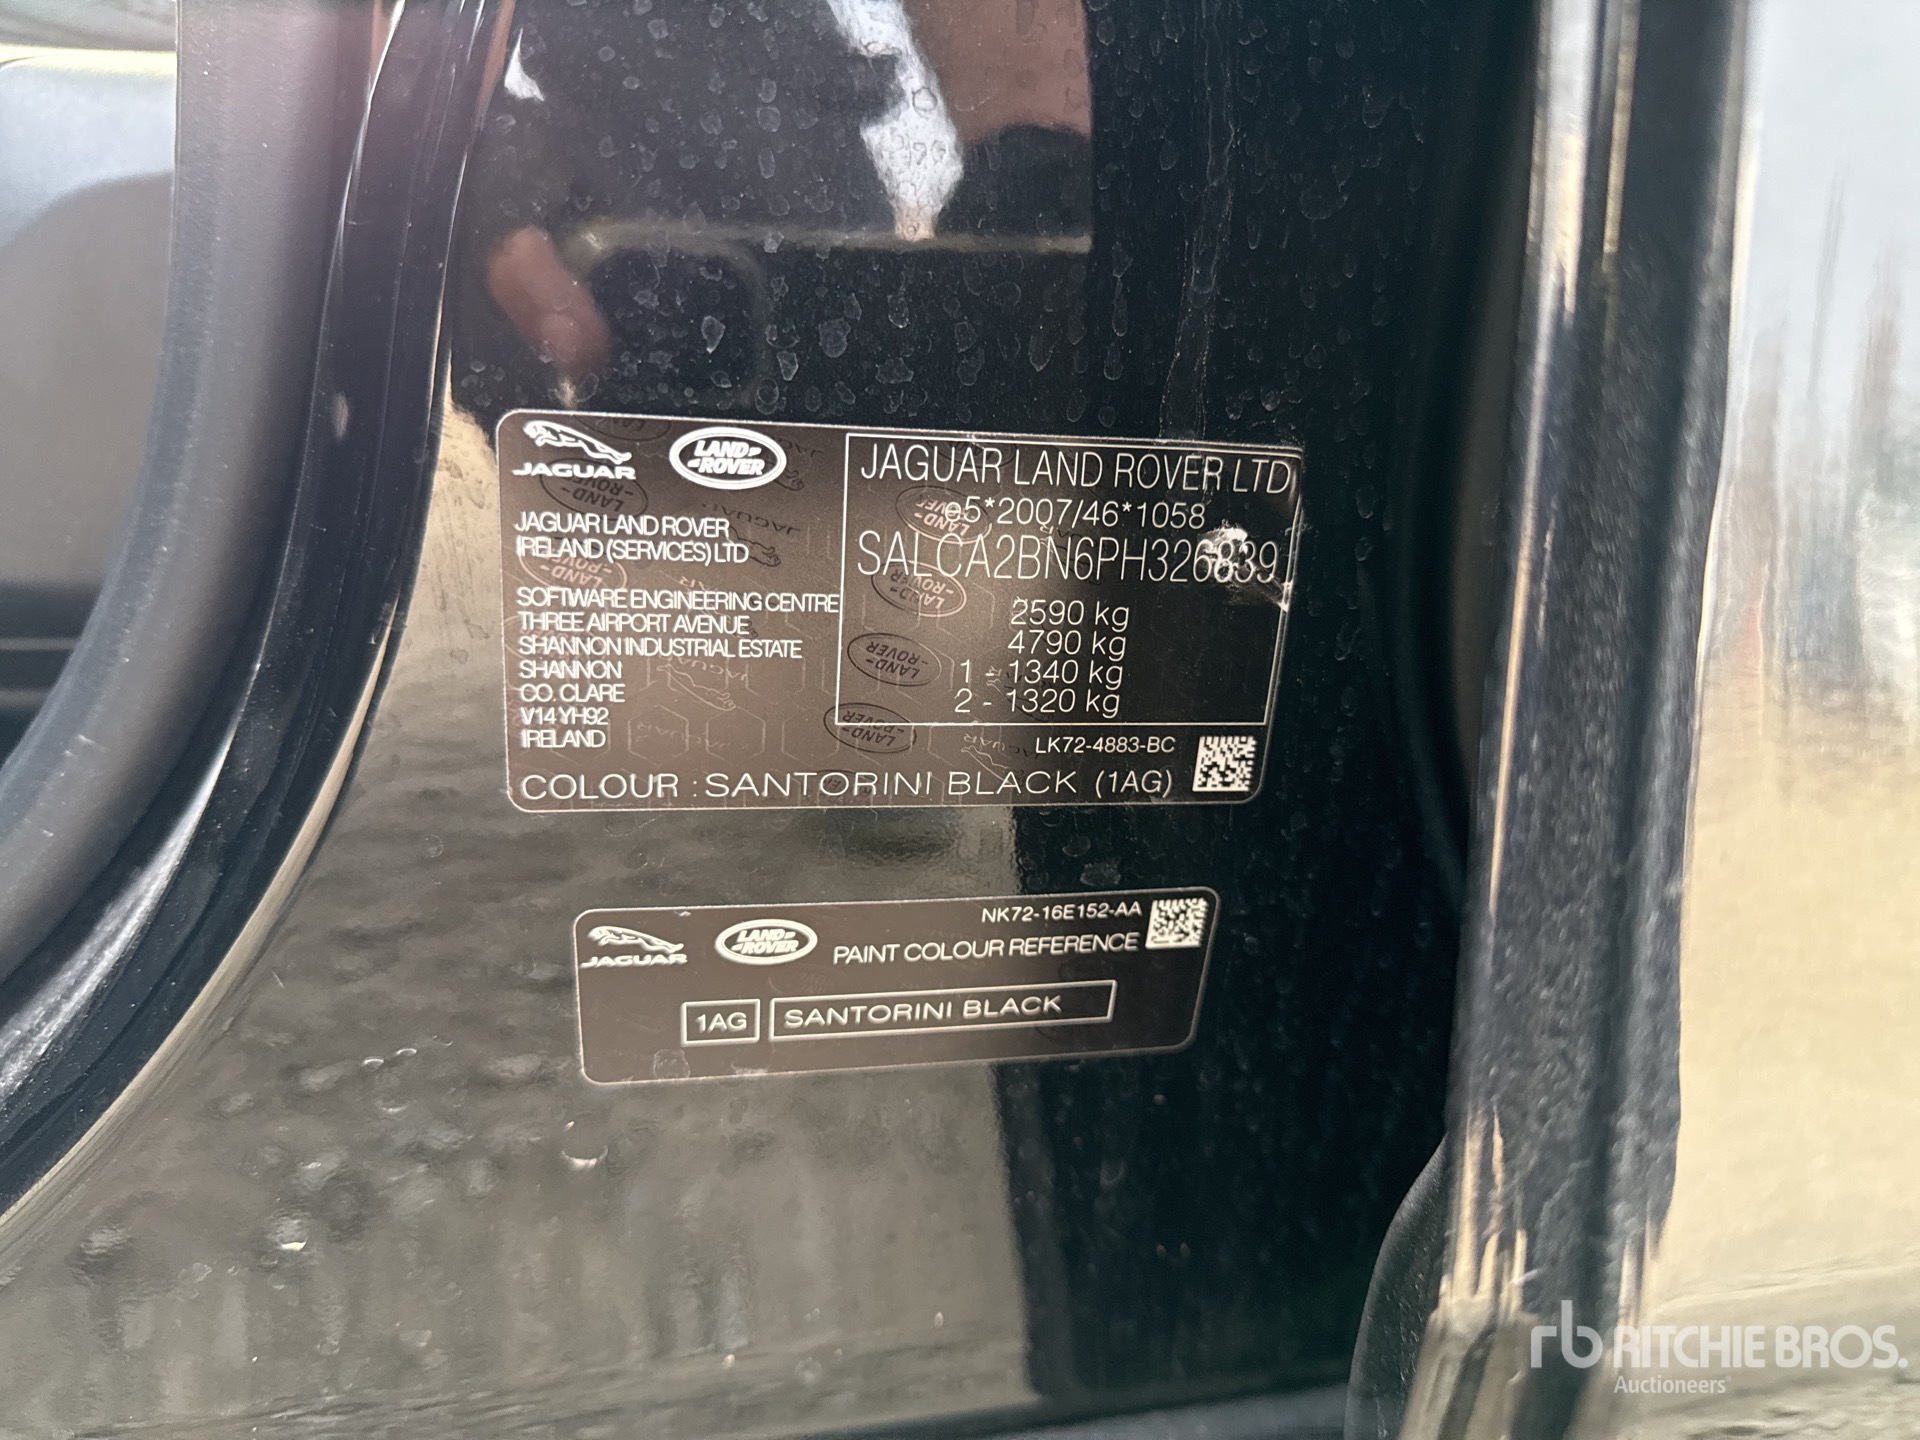 JAGUAR
LAND ROVER
JAGUAR LAND ROVER
IRELAND (SERVICES) LTD
SOFTWARE ENGINEERING CENTRE
THREE AIRPORT AVENUE
SHANNON INDUSTRIAL ESTATE
SHANNON
CO. CLARE
V14 YH92
IRELAND
JAGUAR LAND ROVER LTD
e5*2007/46*1058
SALCA2BN6PH326839
2590 kg
4790 kg
1 - 1340 kg
2 - 1320 kg
LK72-4883-BC
COLOUR : SANTORINI BLACK (1AG)
JAGUAR
LAND ROVER
NK72-16E152-AA
PAINT COLOUR REFERENCE
1AG SANTORINI BLACK
rb RITCHIE BROS.
Auctioneers